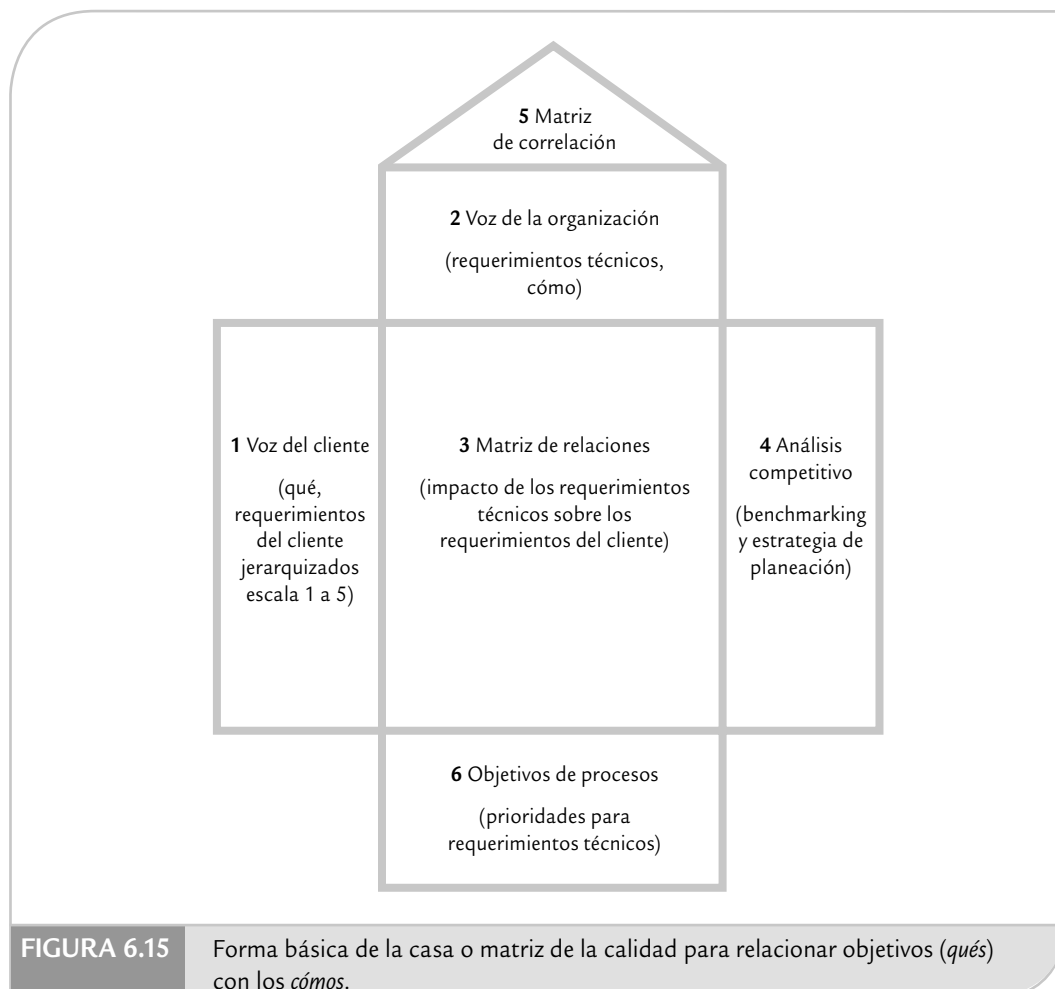 5 Matriz
de correlación
2 Voz de la organización
(requerimientos técnicos,
cómo)
1 Voz del cliente
(qué,
requerimientos
del cliente
jerarquizados
escala 1 a 5)
3 Matriz de relaciones
(impacto de los requerimientos
técnicos sobre los
requerimientos del cliente)
4 Análisis
competitivo
(benchmarking
y estrategia de
planeación)
6 Objetivos de procesos
(prioridades para
requerimientos técnicos)
FIGURA 6.15
Forma básica de la casa o matriz de la calidad para relacionar objetivos (qués)
con los cómos.